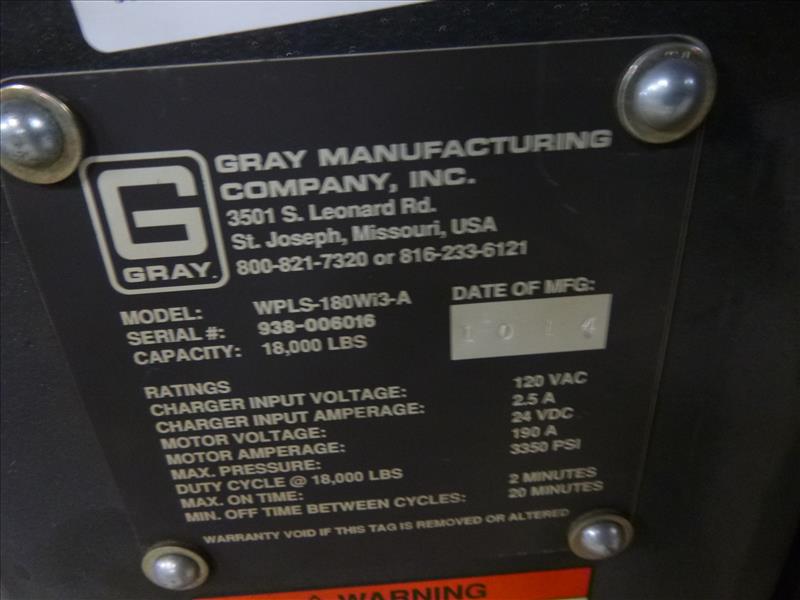 G
GRAY
GRAY MANUFACTURING
COMPANY, INC.
3501 S. Leonard Rd.
St. Joseph, Missouri, USA
800-821-7320 or 816-233-6121
MODEL: WPLS-180Wi3-A
SERIAL #: 938-006016
CAPACITY: 18,000 LBS
DATE OF MFG:
1 0 1 4
RATINGS
CHARGER INPUT VOLTAGE: 120 VAC
CHARGER INPUT AMPERAGE: 2.5 A
MOTOR VOLTAGE: 24 VDC
MOTOR AMPERAGE: 190 A
MAX. PRESSURE: 3350 PSI
DUTY CYCLE @ 18,000 LBS
MAX. ON TIME: 2 MINUTES
MIN. OFF TIME BETWEEN CYCLES: 20 MINUTES
WARRANTY VOID IF THIS TAG IS REMOVED OR ALTERED
WARNING